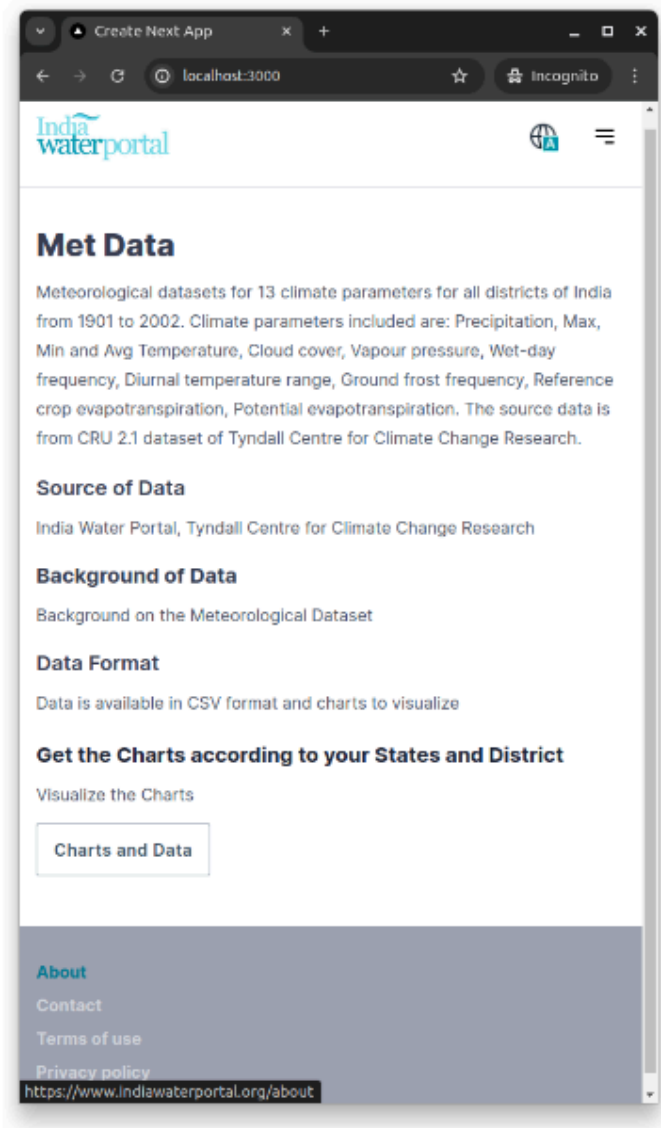 Create Next App
localhost:3000
Incognito
India
waterportal
A
Met Data
Meteorological datasets for 13 climate parameters for all districts of India
from 1901 to 2002. Climate parameters included are: Precipitation, Max,
Min and Avg Temperature, Cloud cover, Vapour pressure, Wet-day
frequency, Diurnal temperature range, Ground frost frequency, Reference
crop evapotranspiration, Potential evapotranspiration. The source data is
from CRU 2.1 dataset of Tyndall Centre for Climate Change Research.
Source of Data
India Water Portal, Tyndall Centre for Climate Change Research
Background of Data
Background on the Meteorological Dataset
Data Format
Data is available in CSV format and charts to visualize
Get the Charts according to your States and District
Visualize the Charts
Charts and Data
About
Contact
Terms of use
Privacy policy
https://www.indiawaterportal.org/about